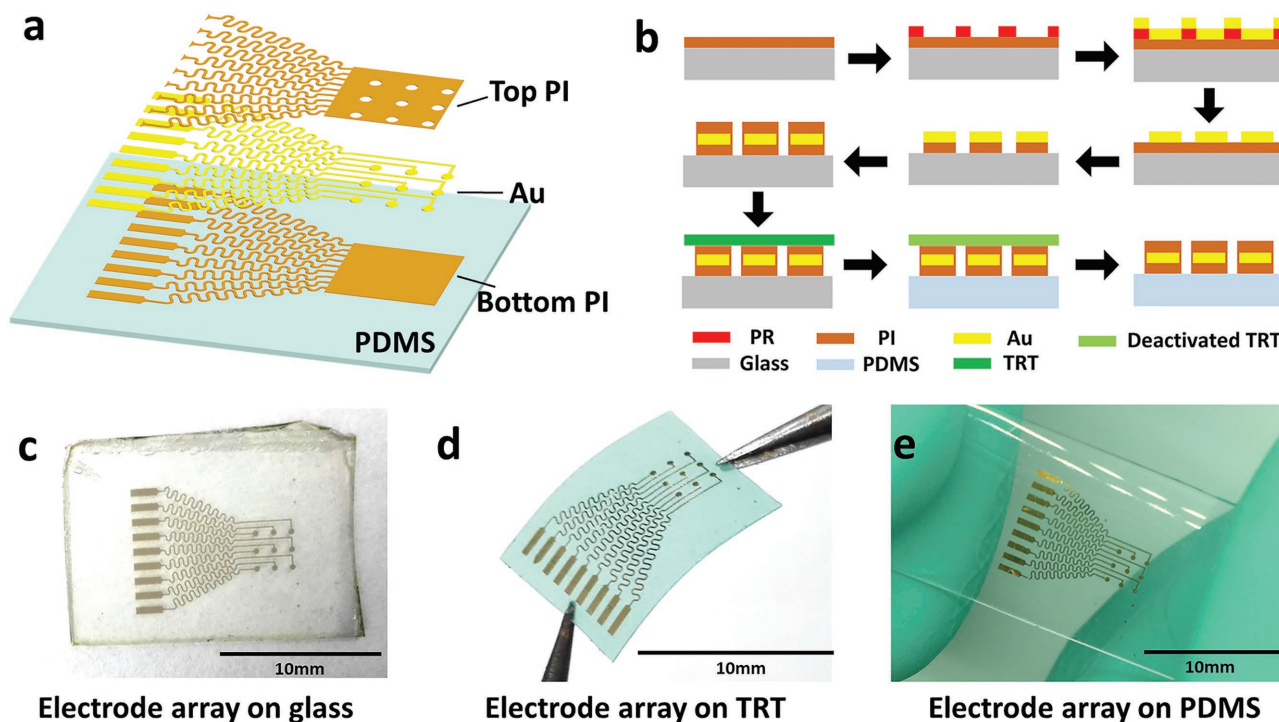 a
Top PI
Au
Bottom PI
PDMS
b
PR
PI
Au
Deactivated TRT
Glass
PDMS
TRT
c
10mm
Electrode array on glass
d
10mm
Electrode array on TRT
e
10mm
Electrode array on PDMS